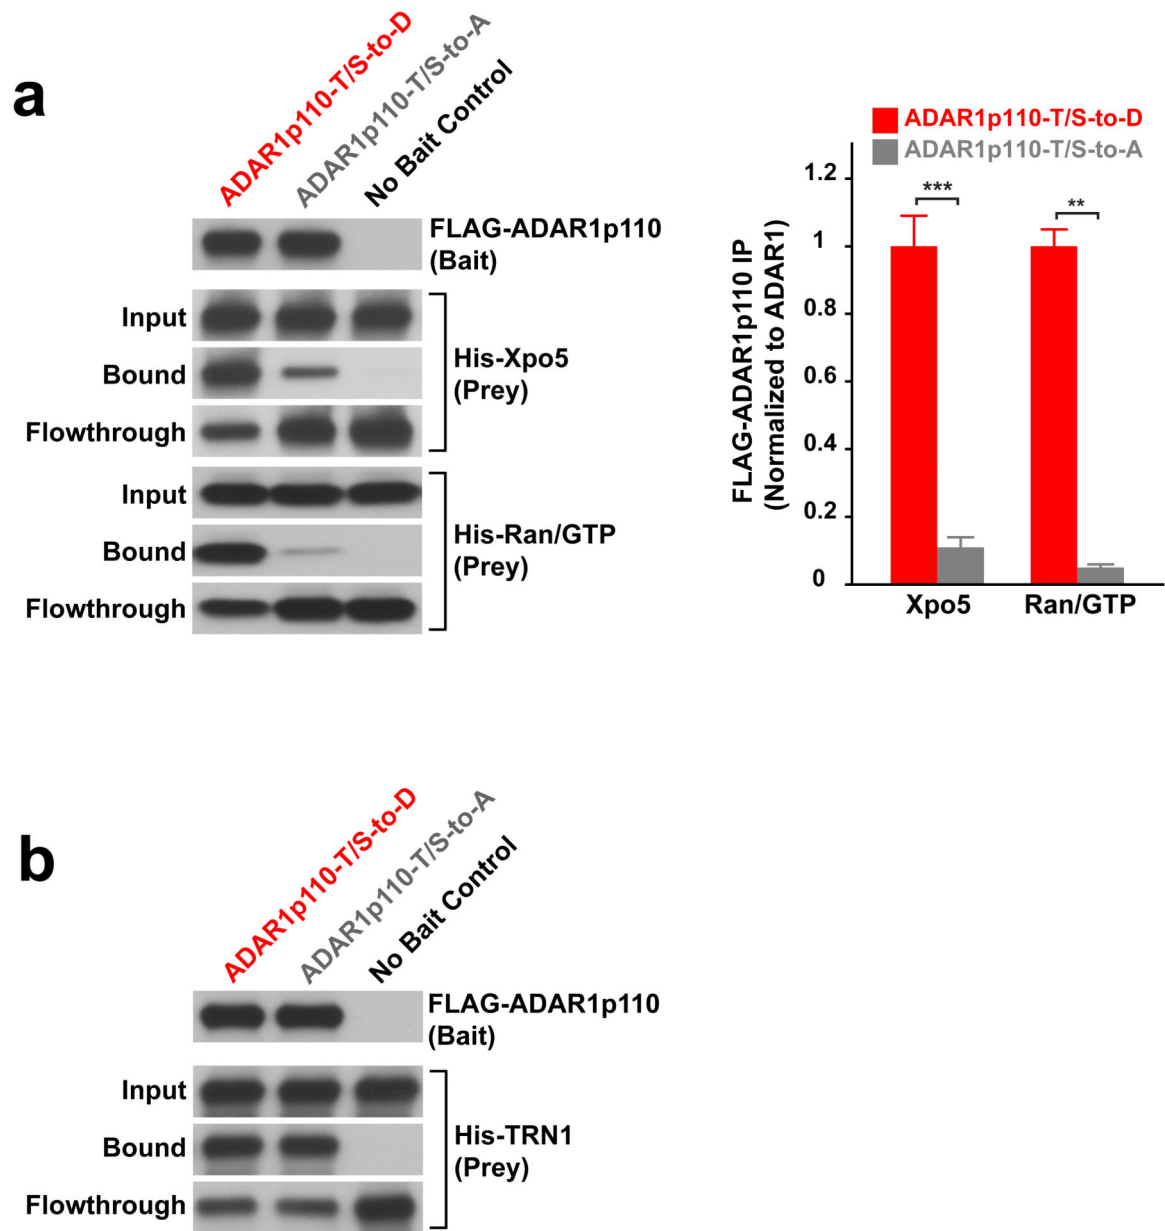 a
ADAR1p110-T/S-to-D
ADAR1p110-T/S-to-A
No Bait Control
FLAG-ADAR1p110
(Bait)
Input
Bound
Flowthrough
His-Xpo5
(Prey)
Input
Bound
Flowthrough
His-Ran/GTP
(Prey)
ADAR1p110-T/S-to-D
ADAR1p110-T/S-to-A
FLAG-ADAR1p110 IP
(Normalized to ADAR1)
1.2
1
0.8
0.6
0.4
0.2
0
***
**
Xpo5
Ran/GTP
b
ADAR1p110-T/S-to-D
ADAR1p110-T/S-to-A
No Bait Control
FLAG-ADAR1p110
(Bait)
Input
Bound
Flowthrough
His-TRN1
(Prey)